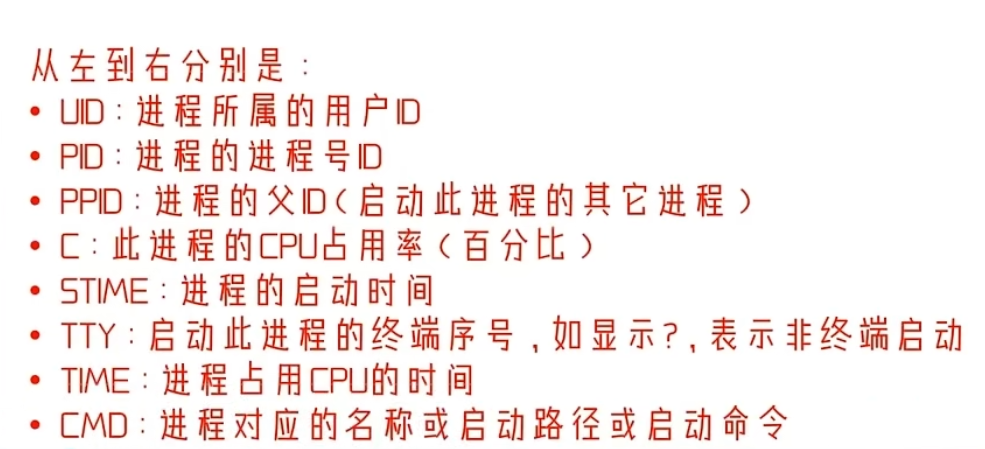 从左到右分别是：
• UID：进程所属的用户ID
• PID：进程的进程号ID
• PPID：进程的父ID（启动此进程的其它进程）
• C：此进程的CPU占用率（百分比）
• STIME：进程的启动时间
• TTY：启动此进程的终端序号，如显示?，表示非终端启动
• TIME：进程占用CPU的时间
• CMD：进程对应的名称或启动路径或启动命令